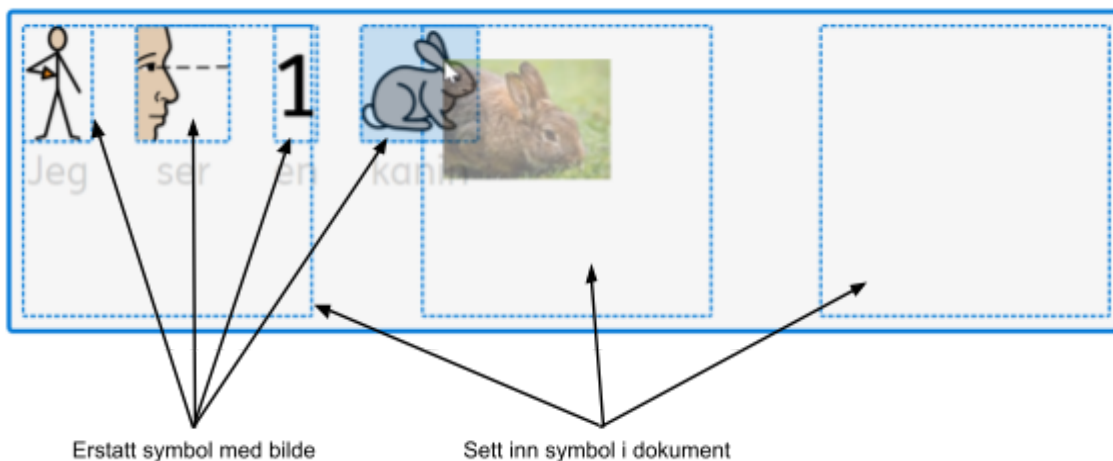 1
Jeg ser en kanin
Erstatt symbol med bilde
Sett inn symbol i dokument